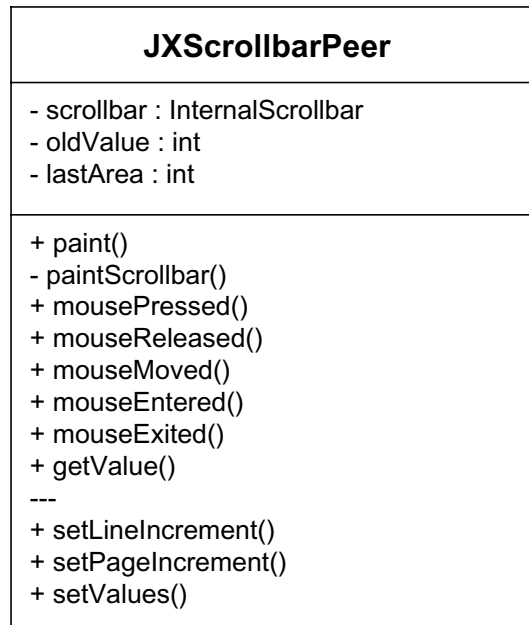 JXScrollbarPeer
- scrollbar : InternalScrollbar
- oldValue : int
- lastArea : int
+ paint()
- paintScrollbar()
+ mousePressed()
+ mouseReleased()
+ mouseMoved()
+ mouseEntered()
+ mouseExited()
+ getValue()
---
+ setLineIncrement()
+ setPageIncrement()
+ setValues()